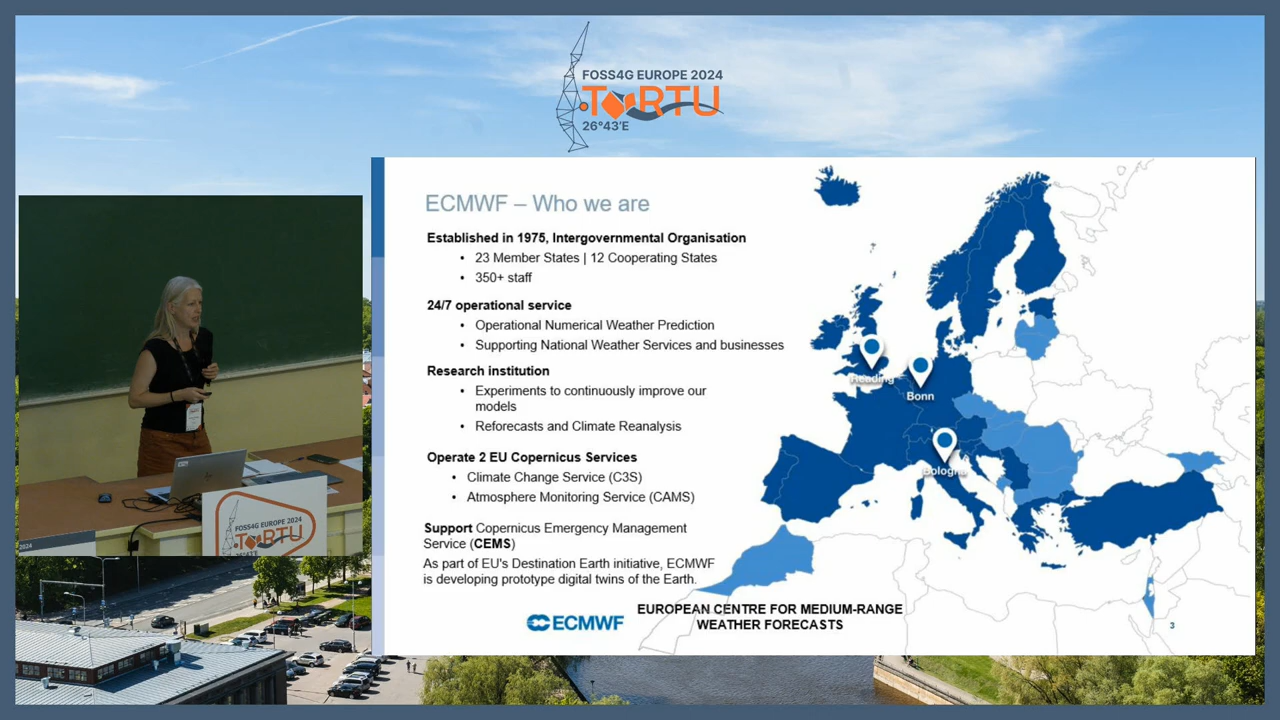 FOSS4G EUROPE 2024
TORTU
26°43'E
ECMWF – Who we are
Established in 1975, Intergovernmental Organisation
• 23 Member States | 12 Cooperating States
• 350+ staff
24/7 operational service
• Operational Numerical Weather Prediction
• Supporting National Weather Services and businesses
Research institution
• Experiments to continuously improve our
models
• Reforecasts and Climate Reanalysis
Operate 2 EU Copernicus Services
• Climate Change Service (C3S)
• Atmosphere Monitoring Service (CAMS)
Support Copernicus Emergency Management
Service (CEMS)
As part of EU's Destination Earth initiative, ECMWF
is developing prototype digital twins of the Earth.
ECMWF
EUROPEAN CENTRE FOR MEDIUM-RANGE
WEATHER FORECASTS
Reading
Bonn
Bologna
3
FOSS4G EUROPE 2024
TORTU
2024